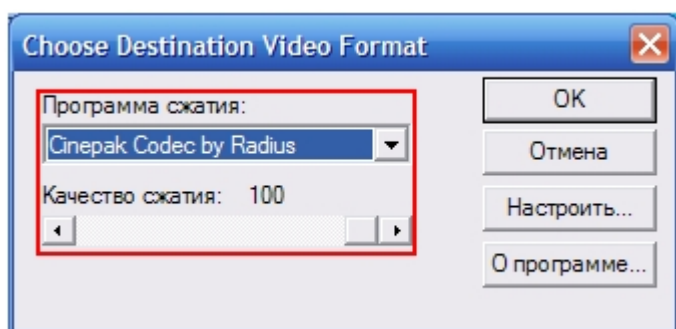 Choose Destination Video Format
Программа сжатия:
Cinepak Codec by Radius
Качество сжатия: 100
OK
Отмена
Настроить...
О программе...